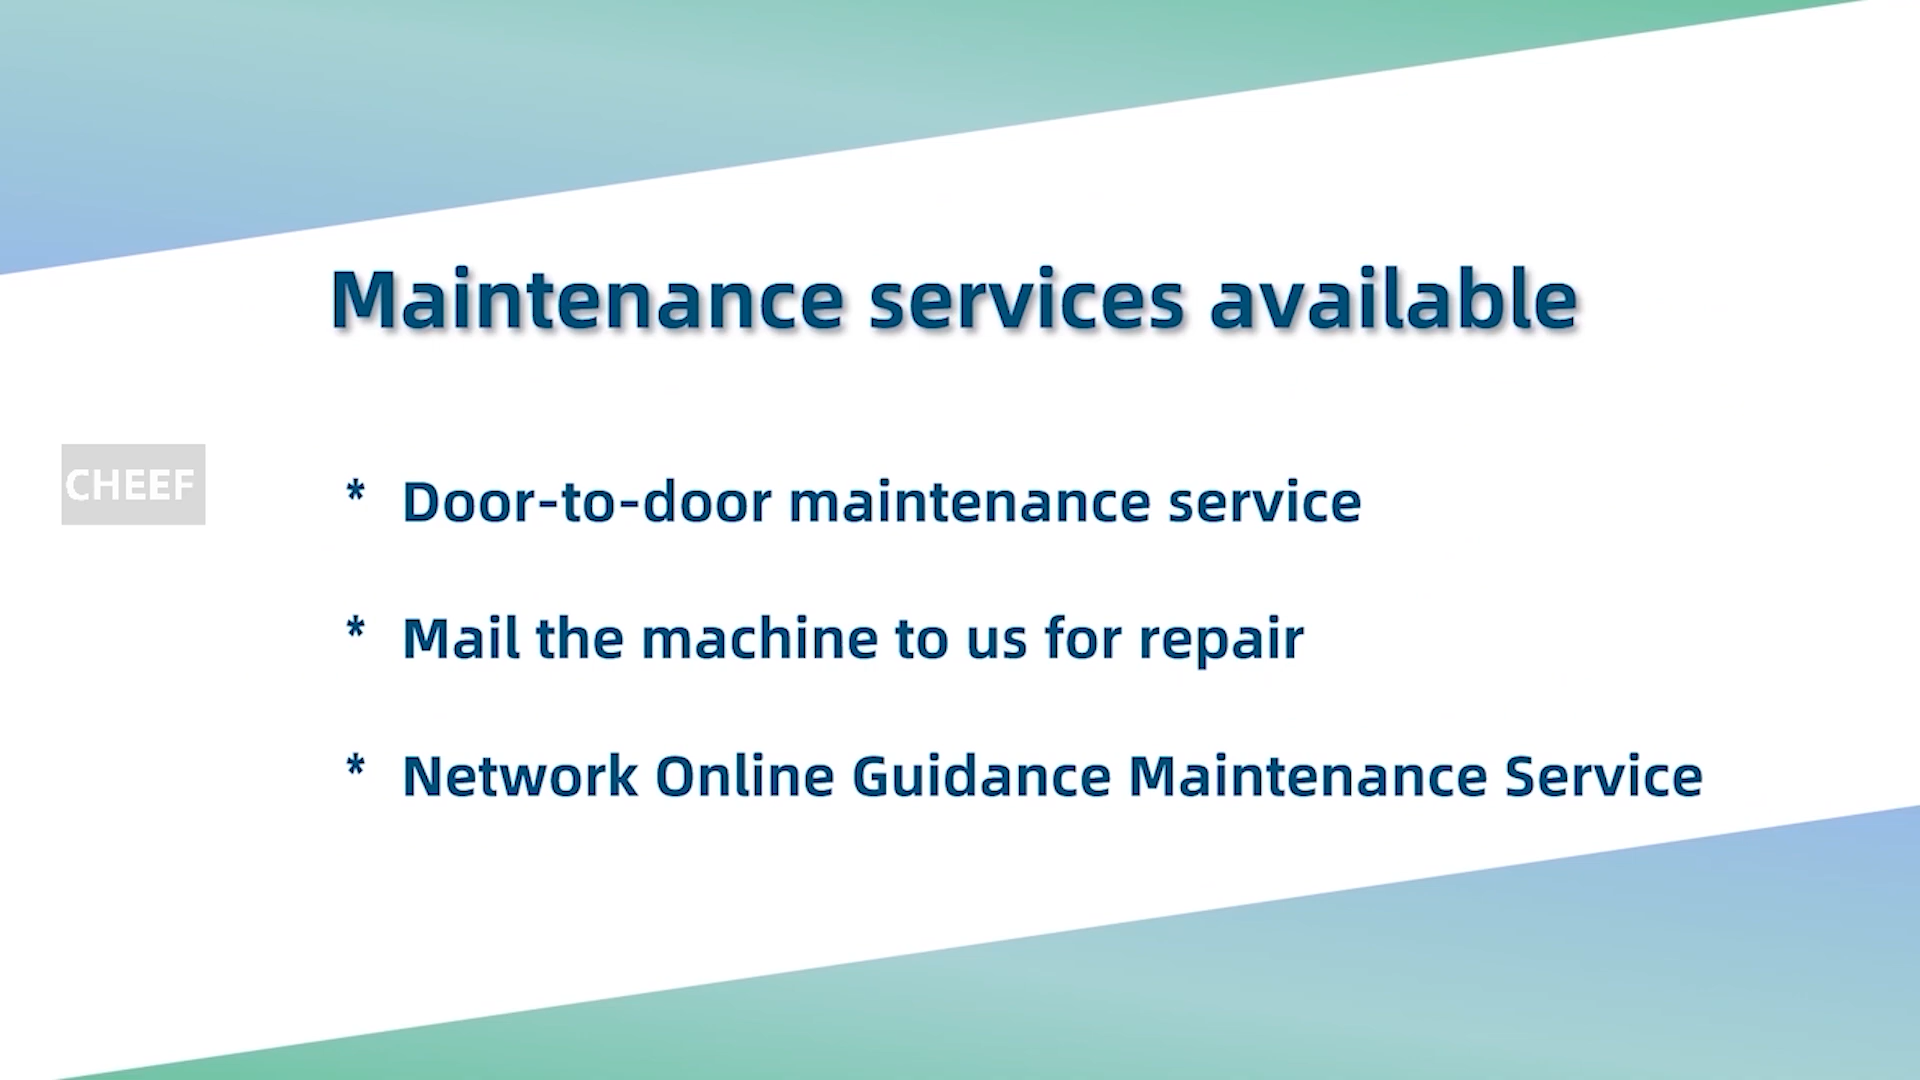 Maintenance services available
CHEEF
* Door-to-door maintenance service
* Mail the machine to us for repair
* Network Online Guidance Maintenance Service